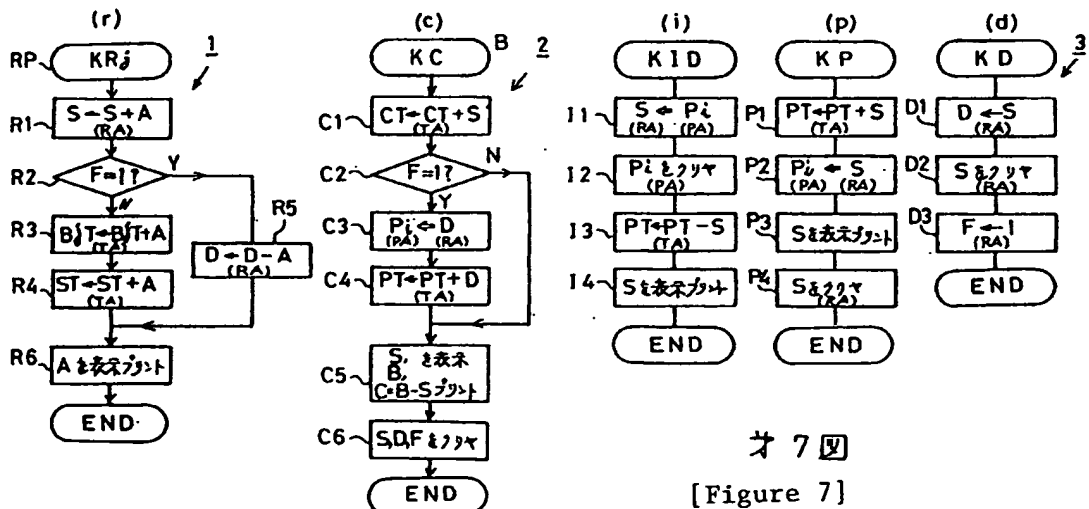 (r)
1
RP
KRj
R1
S←S+A
(RA)
R2
F=1?
Y
N
R3
BjT←BjT+A
(TA)
R5
D←D-A
(RA)
R4
ST←ST+A
(TA)
R6
Aを表示プリント
END
(c)
B
2
KC
C1
CT←CT+S
(TA)
C2
F=1?
N
Y
C3
Pi←D
(PA) (RA)
C4
PT←PT+D
(TA)
C5
S, を表示
B,
C=B-Sプリント
C6
S,D,Fをクリヤ
END
(i)
KID
I1
S←Pi
(RA) (PA)
I2
Piをクリヤ
(PA)
I3
PT←PT-S
(TA)
I4
Sを表示プリント
END
(p)
KP
P1
PT←PT+S
(TA)
P2
Pi←S
(PA) (RA)
P3
Sを表示プリント
P4
Sをクリヤ
(RA)
END
(d)
3
KD
D1
D←S
(RA)
D2
Sをクリヤ
(RA)
D3
F←1
(RA)
END
才7図
[Figure 7]